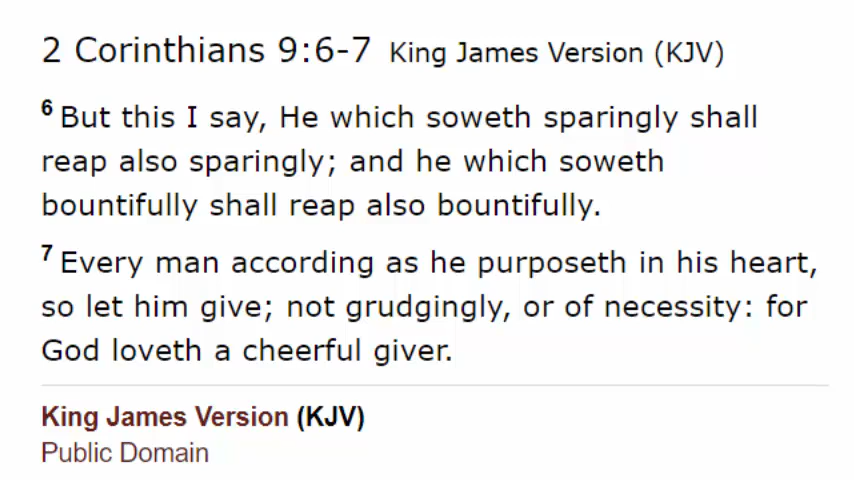 2 Corinthians 9:6-7 King James Version (KJV)
6 But this I say, He which soweth sparingly shall
reap also sparingly; and he which soweth
bountifully shall reap also bountifully.
7 Every man according as he purposeth in his heart,
so let him give; not grudgingly, or of necessity: for
God loveth a cheerful giver.
King James Version (KJV)
Public Domain